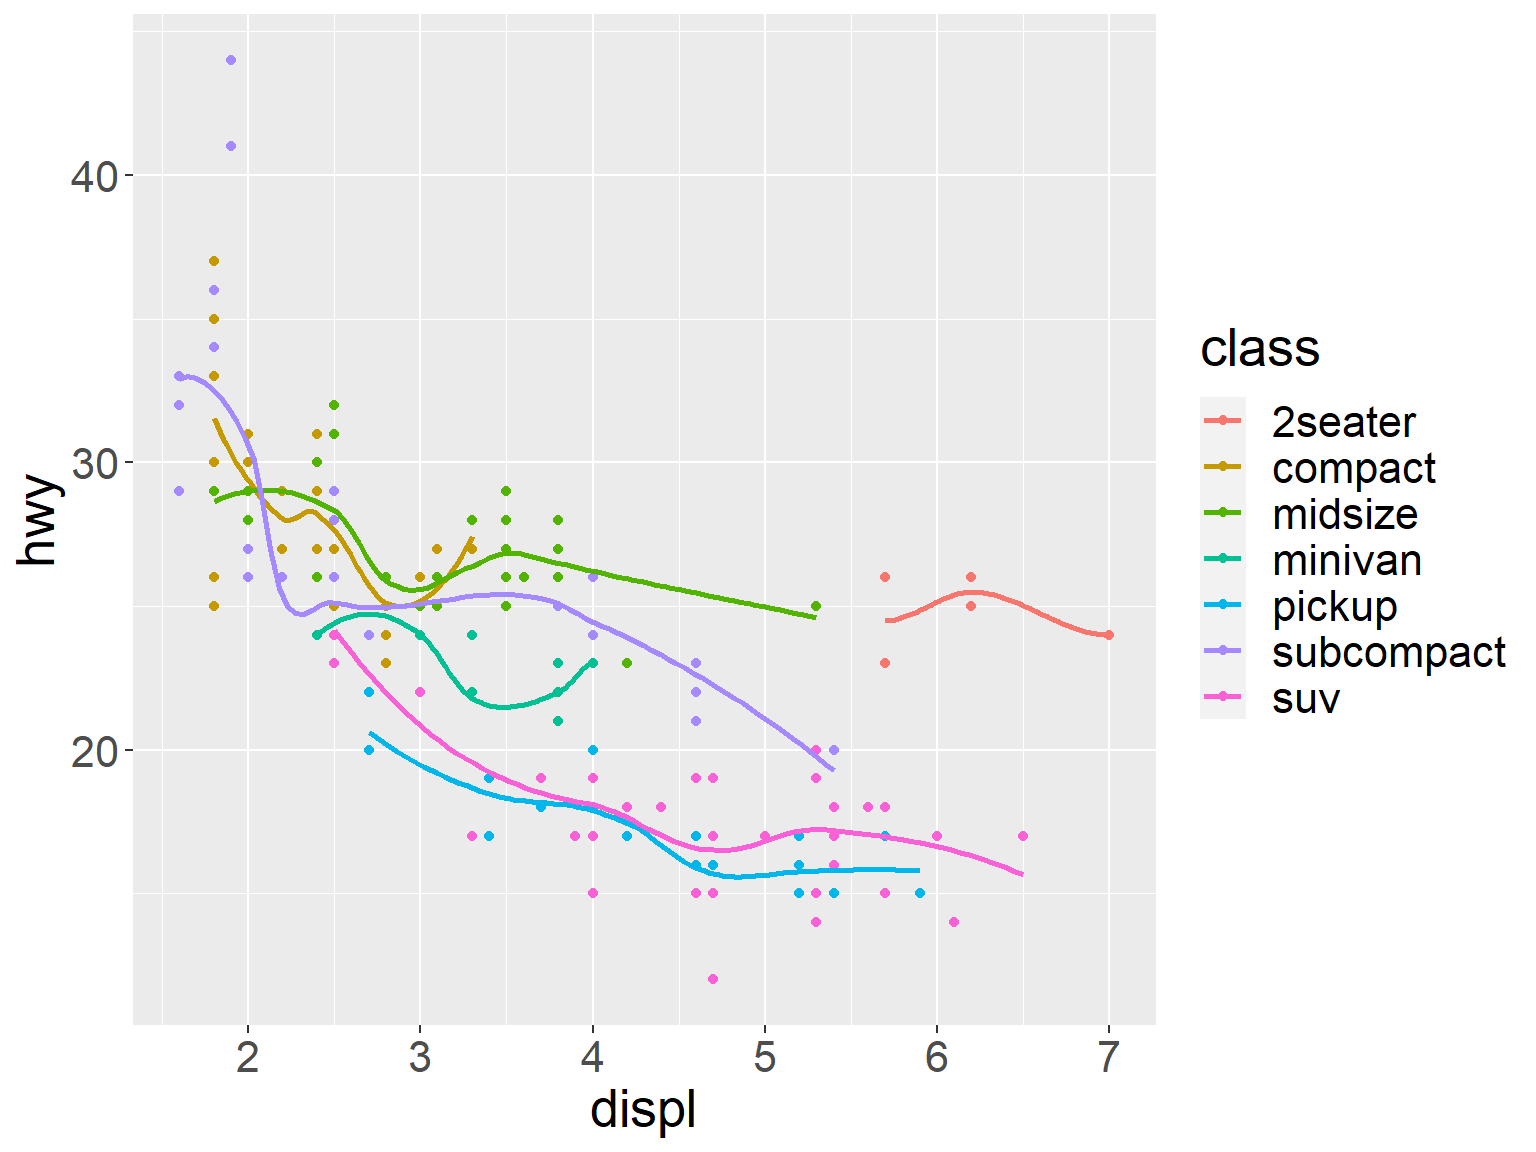 hwy
40
30
20
2
3
4
5
6
7
displ
class
2seater
compact
midsize
minivan
pickup
subcompact
suv